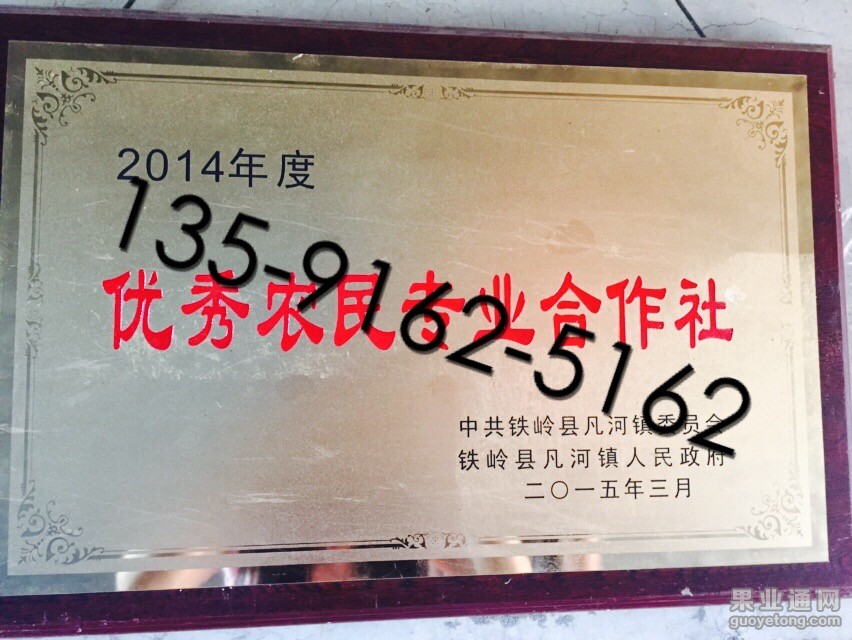 2014年度
135-9162-5162
优秀农民专业合作社
中共铁岭县凡河镇委员会
铁岭县凡河镇人民政府
二〇一五年三月
果业通网
guoyetong.com